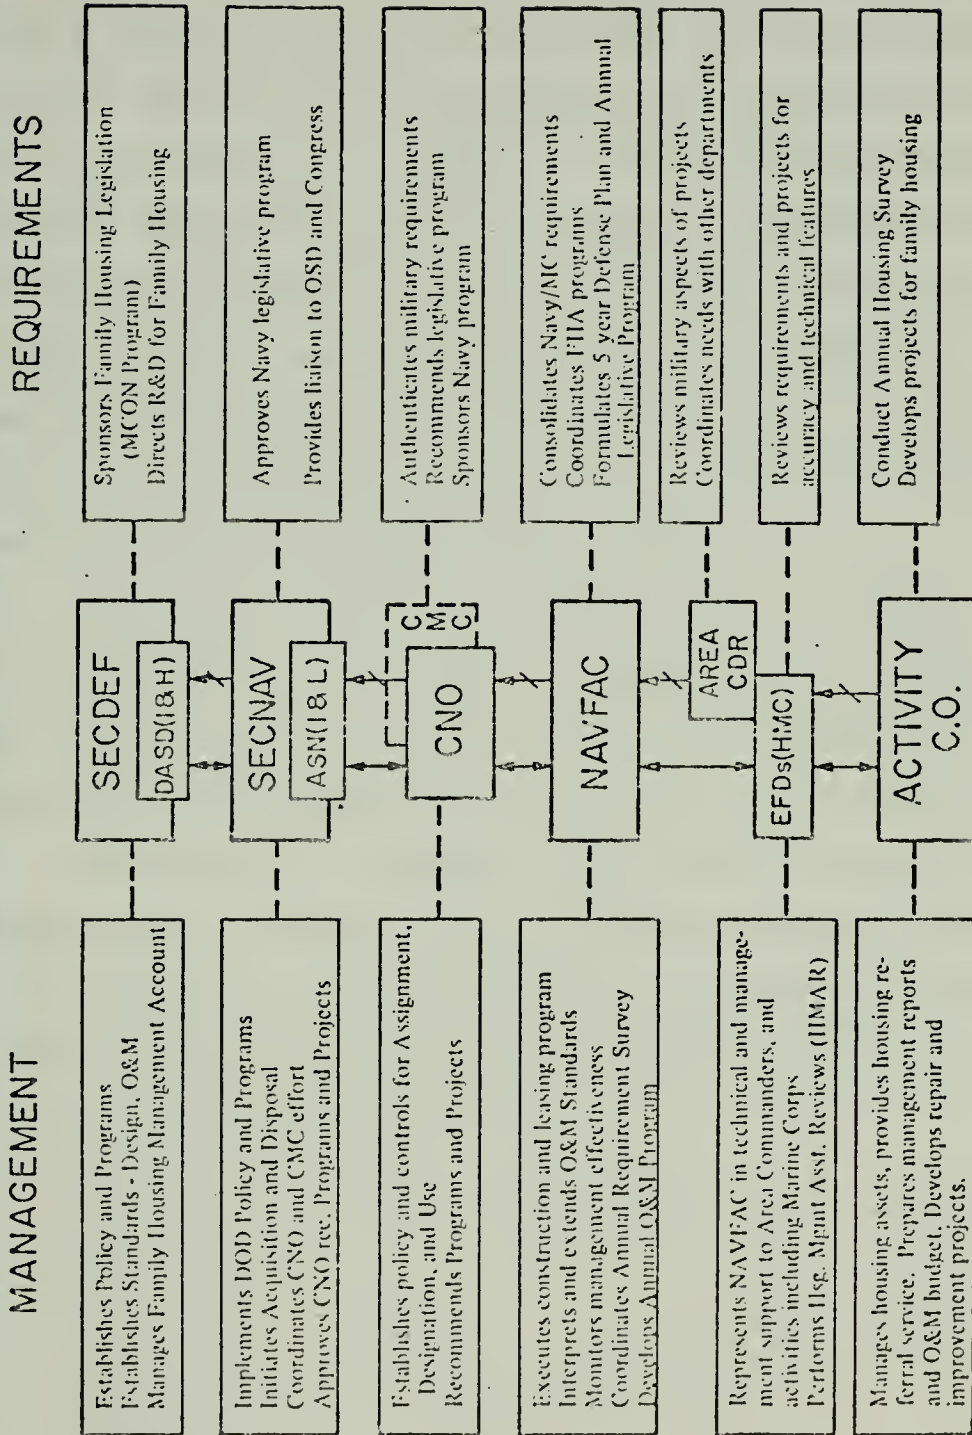 MANAGEMENT
REQUIREMENTS
Establishes Policy and Programs
Establishes Standards - Design, O&M
Manages Family Housing Management Account
SECDEF
DASD(I & H)
Sponsors Family Housing Legislation
(MCON Program)
Directs R&D for Family Housing
Implements DOD Policy and Programs
Initiates Acquisition and Disposal
Coordinates CNO and CMC effort
Approves CNO rec. Programs and Projects
SECNAV
ASN(I & L)
Approves Navy legislative program
Provides liaison to OSD and Congress
Establishes policy and controls for Assignment,
Designation, and Use
Recommends Programs and Projects
CNO
CMC
Authenticates military requirements
Recommends legislative program
Sponsors Navy program
Executes construction and leasing program
Interprets and extends O&M Standards
Monitors management effectiveness
Coordinates Annual Requirement Survey
Develops Annual O&M Program
NAVFAC
Consolidates Navy/MC requirements
Coordinates FHA programs
Formulates 5 year Defense Plan and Annual
Legislative Program
AREA
CDR
Reviews military aspects of projects
Coordinates needs with other departments
Represents NAVFAC in technical and manage-
ment support to Area Commanders, and
activities including Marine Corps
Performs Hsg. Mgmt Asst. Reviews (HMAR)
EFDs(HMC)
Reviews requirements and projects for
accuracy and technical features
Manages housing assets, provides housing re-
ferral service. Prepares management reports
and O&M budget. Develops repair and
improvement projects.
ACTIVITY
C.O.
Conduct Annual Housing Survey
Develops projects for family housing